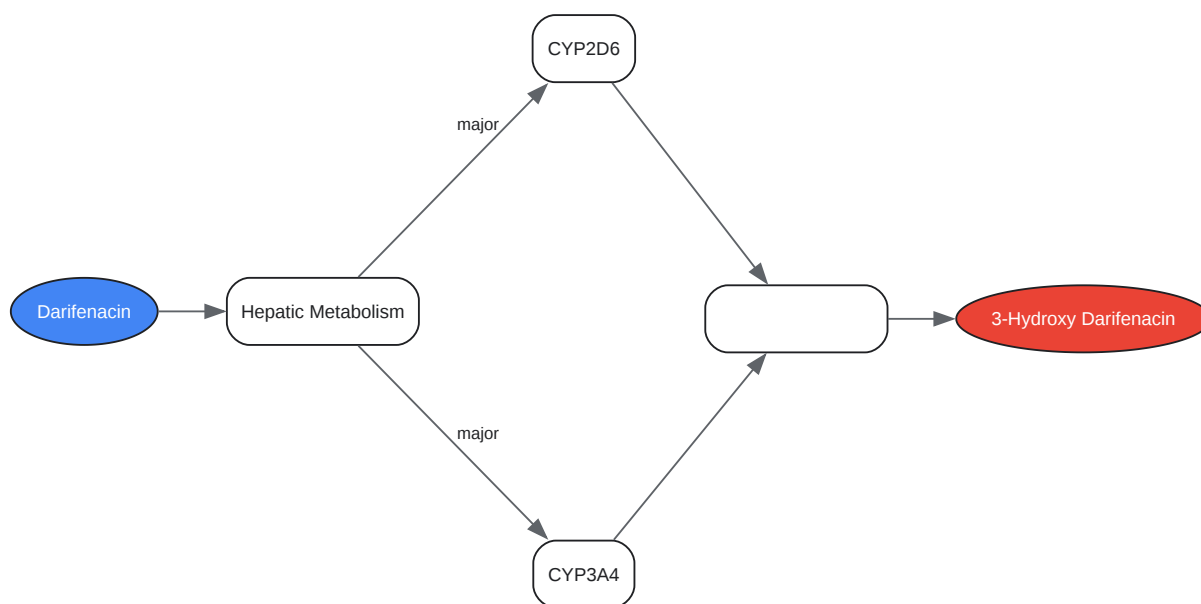 CYP2D6
major
Darifenacin
Hepatic Metabolism
3-Hydroxy Darifenacin
major
CYP3A4